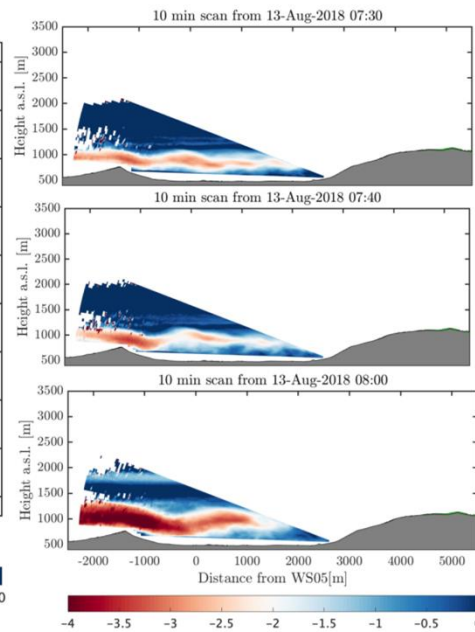 10 min scan from 13-Aug-2018 07:30
3500
3000
2500
2000
1500
1000
500
Height a.s.l. [m]
10 min scan from 13-Aug-2018 07:40
3500
3000
2500
2000
1500
1000
500
Height a.s.l. [m]
10 min scan from 13-Aug-2018 08:00
3500
3000
2500
2000
1500
1000
500
Height a.s.l. [m]
-2000 -1000 0 1000 2000 3000 4000 5000
Distance from WS05[m]
0
-4 -3.5 -3 -2.5 -2 -1.5 -1 -0.5